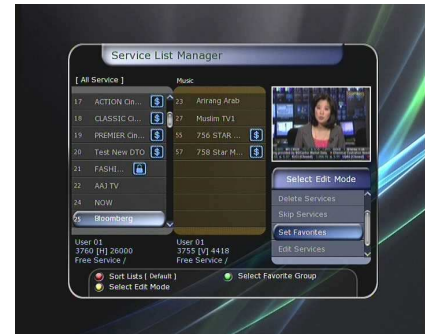 Service List Manager
[ All Service ]
Music
17 ACTION Cin... $
18 CLASSIC Ci... $
19 PREMIER Cin... $
20 Test New DTO $
21 FASHI...
22 AAJ TV
24 NOW
25 Bloomberg
23 Arirang Arab
27 Muslim TV1
55 756 STAR ... $
57 758 Star M... $
Select Edit Mode
Delete Services
Skip Services
Set Favorites
Edit Services
User 01
3760 [H] 26000
Free Service /
User 01
3755 [V] 4418
Free Service /
Sort Lists [ Default ]
Select Favorite Group
Select Edit Mode